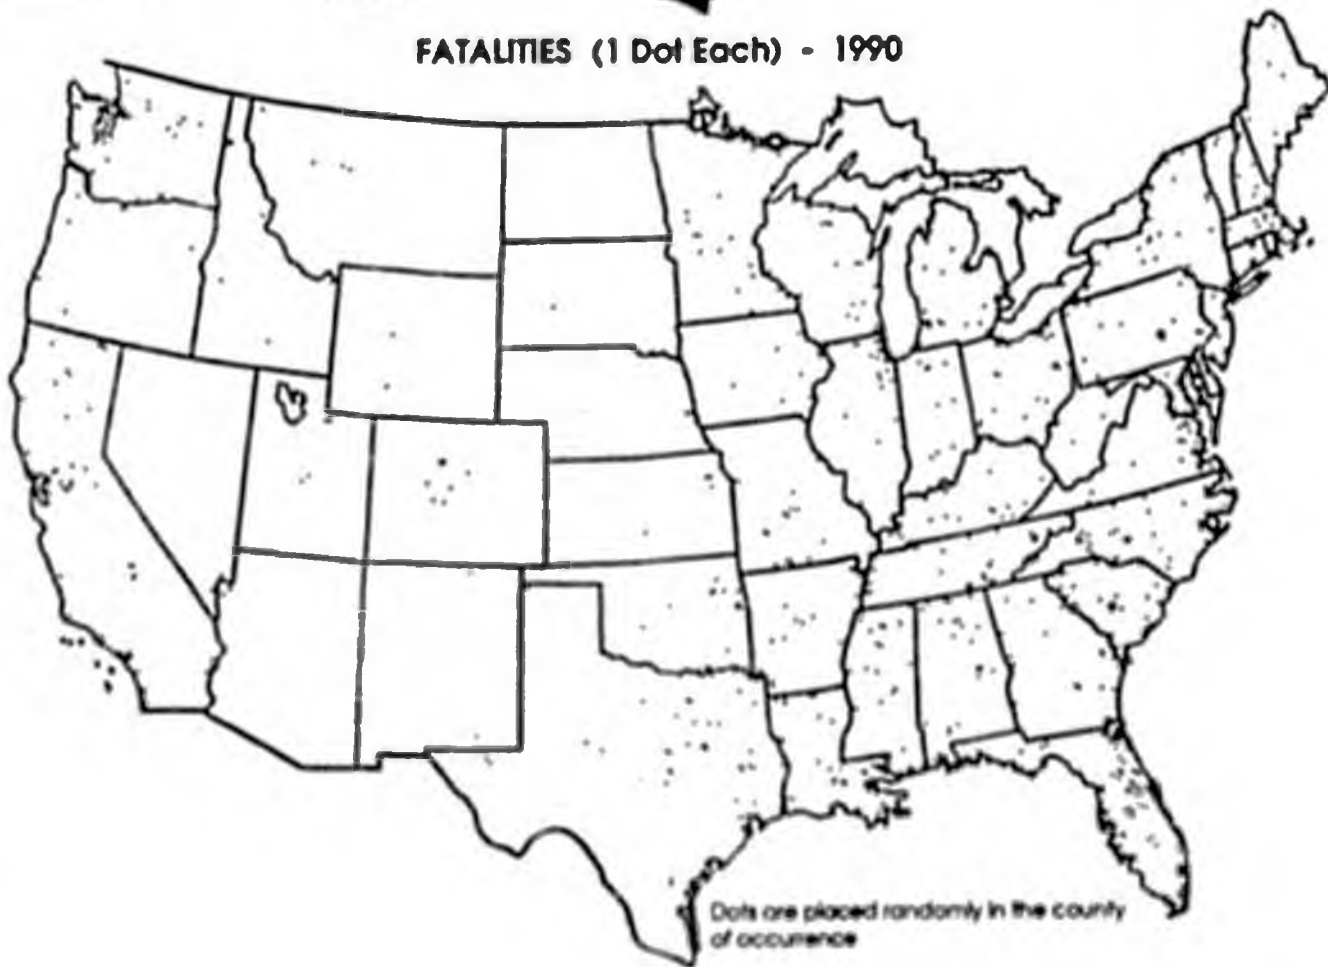 FATALITIES (1 Dot Each) - 1990
Dots are placed randomly in the county
of occurrence